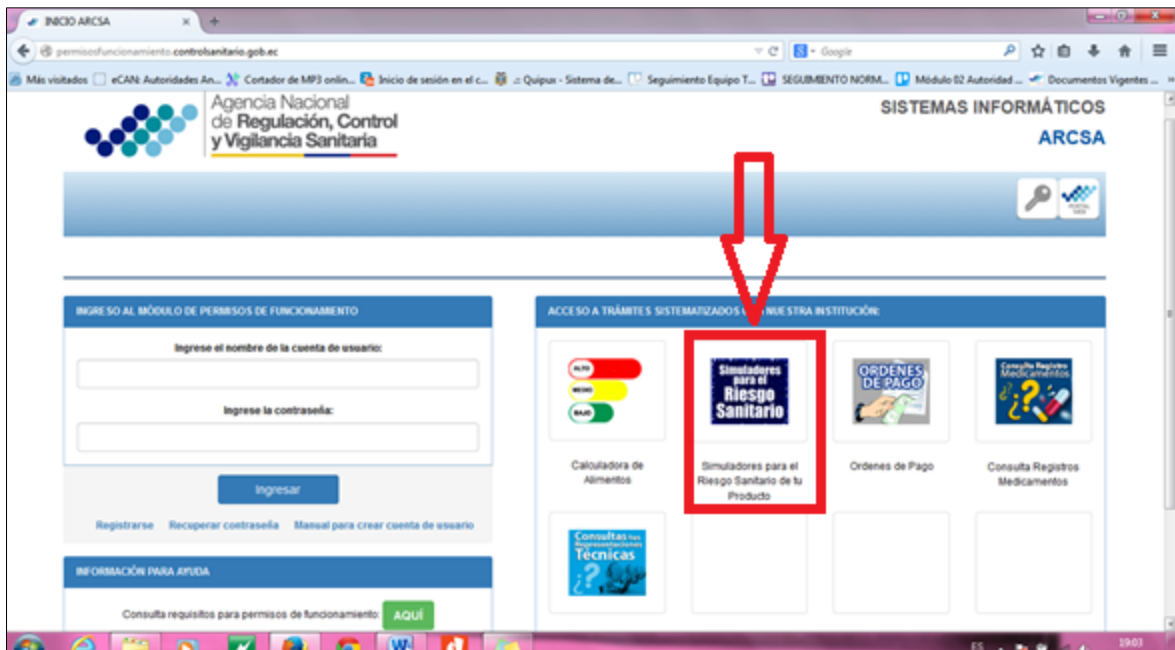 INICIO ARCSA
permisosfuncionamiento.controlsanitario.gob.ec
Google
Más visitados
eCAN: Autoridades An...
Cortador de MP3 onlin...
Inicio de sesión en el c...
.:: Quipux - Sistema de...
Seguimiento Equipo T...
SEGUIMIENTO NORM...
Módulo 02 Autoridad ...
Documentos Vigentes ...
Agencia Nacional
de Regulación, Control
y Vigilancia Sanitaria
SISTEMAS INFORMÁTICOS
ARCSA
PORTAL
WEB
INGRESO AL MÓDULO DE PERMISOS DE FUNCIONAMIENTO
Ingrese el nombre de la cuenta de usuario:
Ingrese la contraseña:
Ingresar
Registrarse
Recuperar contraseña
Manual para crear cuenta de usuario
INFORMACIÓN PARA AYUDA
Consulta requisitos para permisos de funcionamiento:
AQUÍ
ACCESO A TRÁMITES SISTEMATIZADOS NUESTRA INSTITUCIÓN:
ALTO
MEDIO
BAJO
Calculadora de
Alimentos
Simuladores
para el
Riesgo
Sanitario
Simuladores para el
Riesgo Sanitario de tu
Producto
ORDENES
DE PAGO
Ordenes de Pago
Consulta Registro
Medicamentos
Consulta Registros
Medicamentos
Consultas
Representaciones
Técnicas
ES
19:03